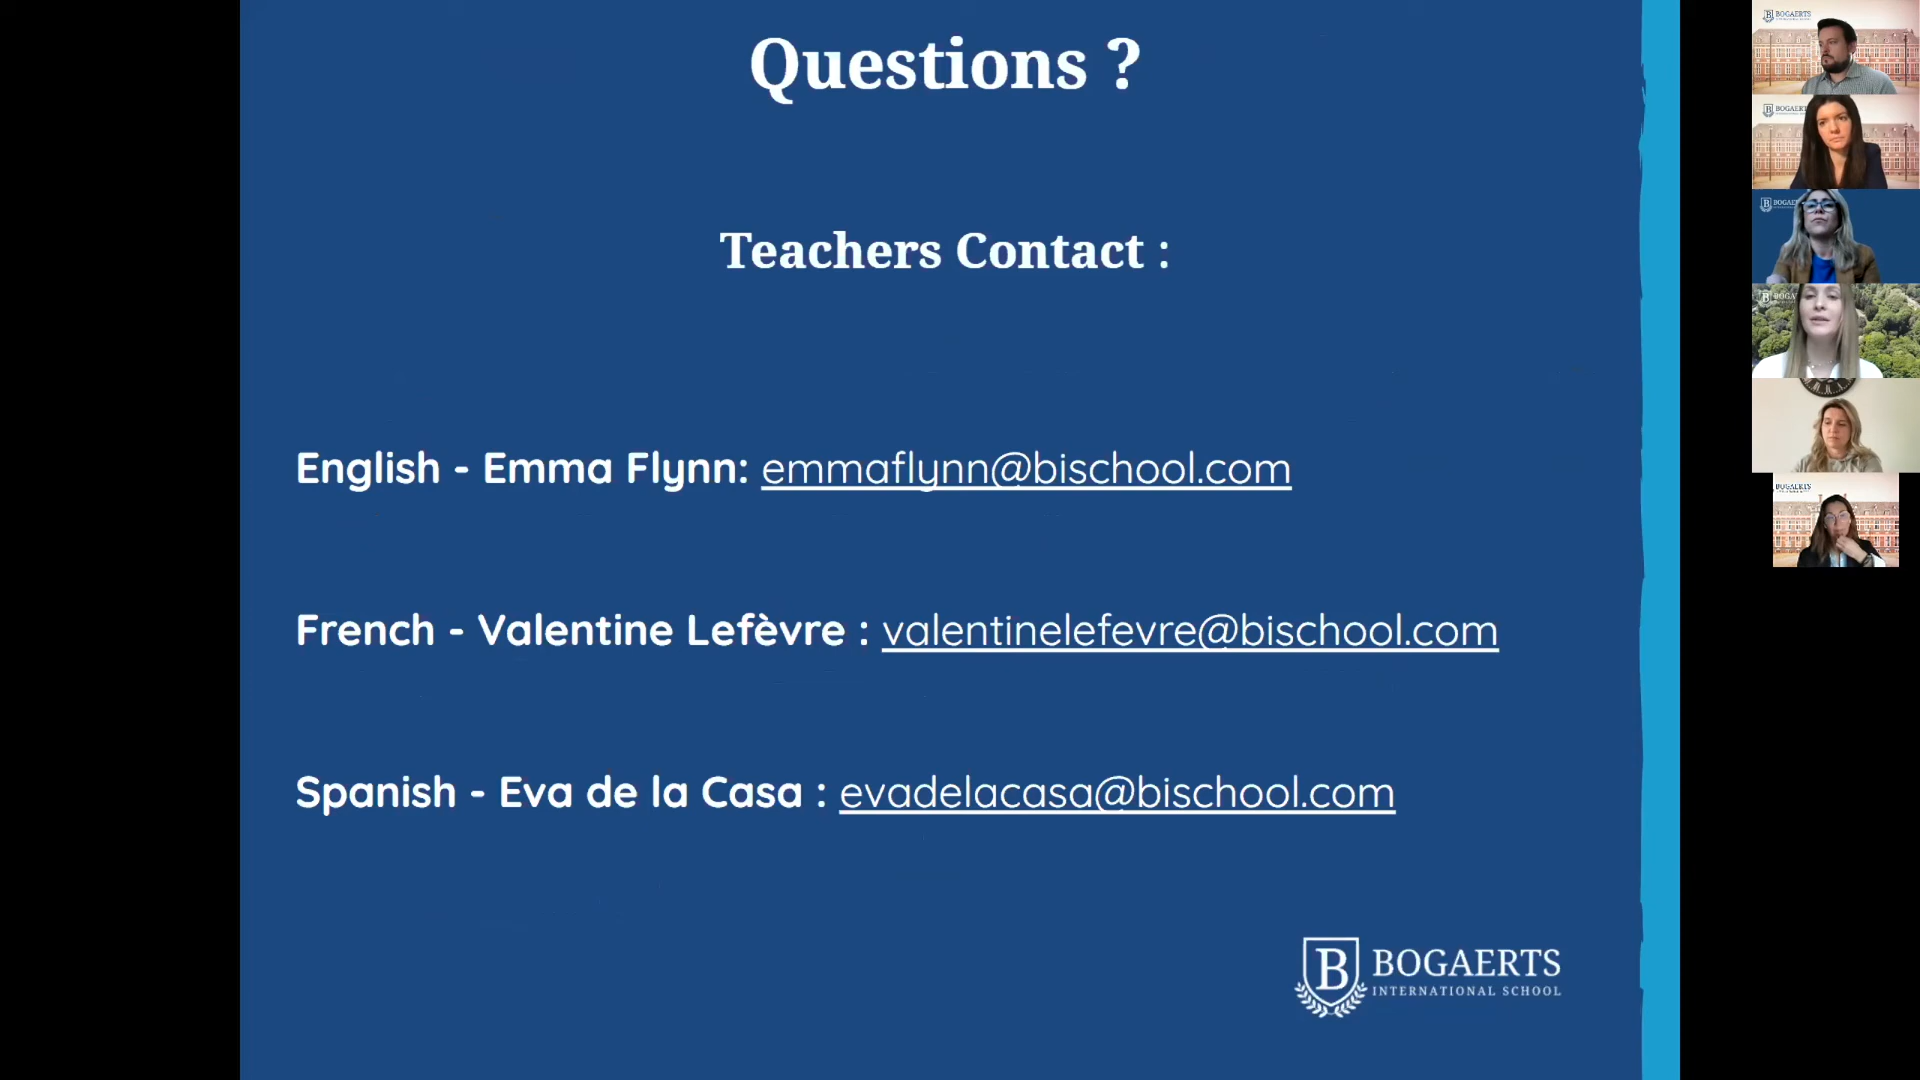 Questions ?
Teachers Contact :
English - Emma Flynn: emmaflynn@bischool.com
French - Valentine Lefèvre : valentinelefevre@bischool.com
Spanish - Eva de la Casa : evadelacasa@bischool.com
B BOGAERTS
INTERNATIONAL SCHOOL
B BOGAERTS